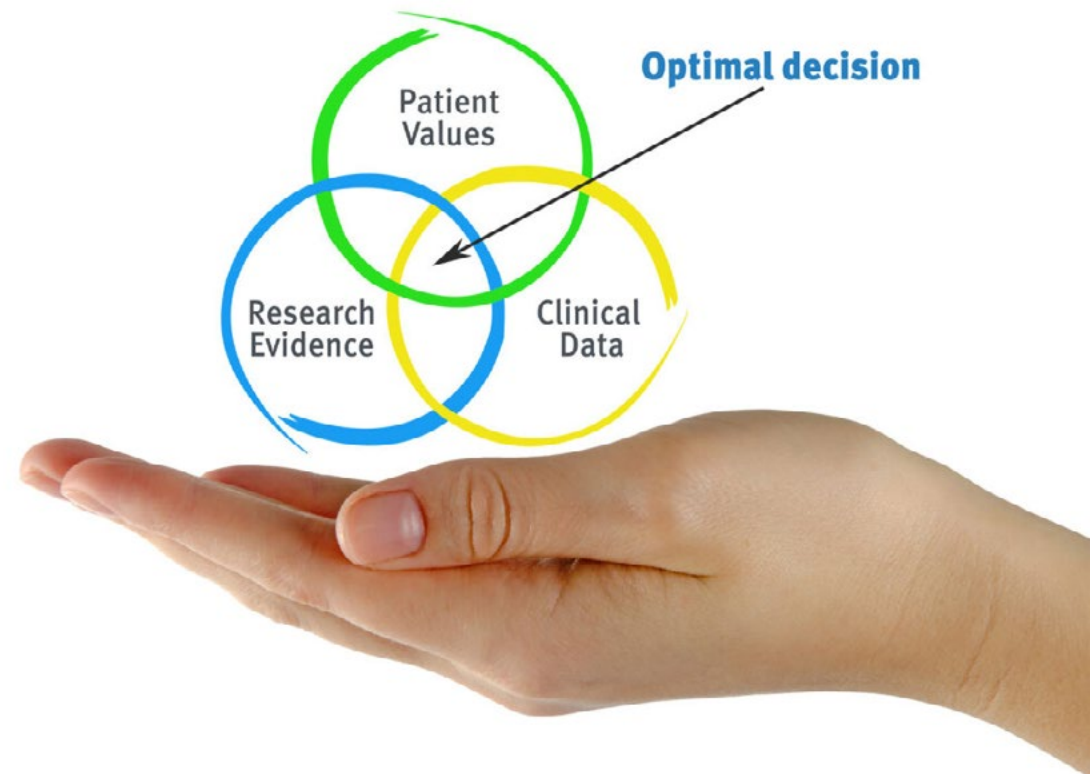 Optimal decision
Patient
Values
Research
Evidence
Clinical
Data